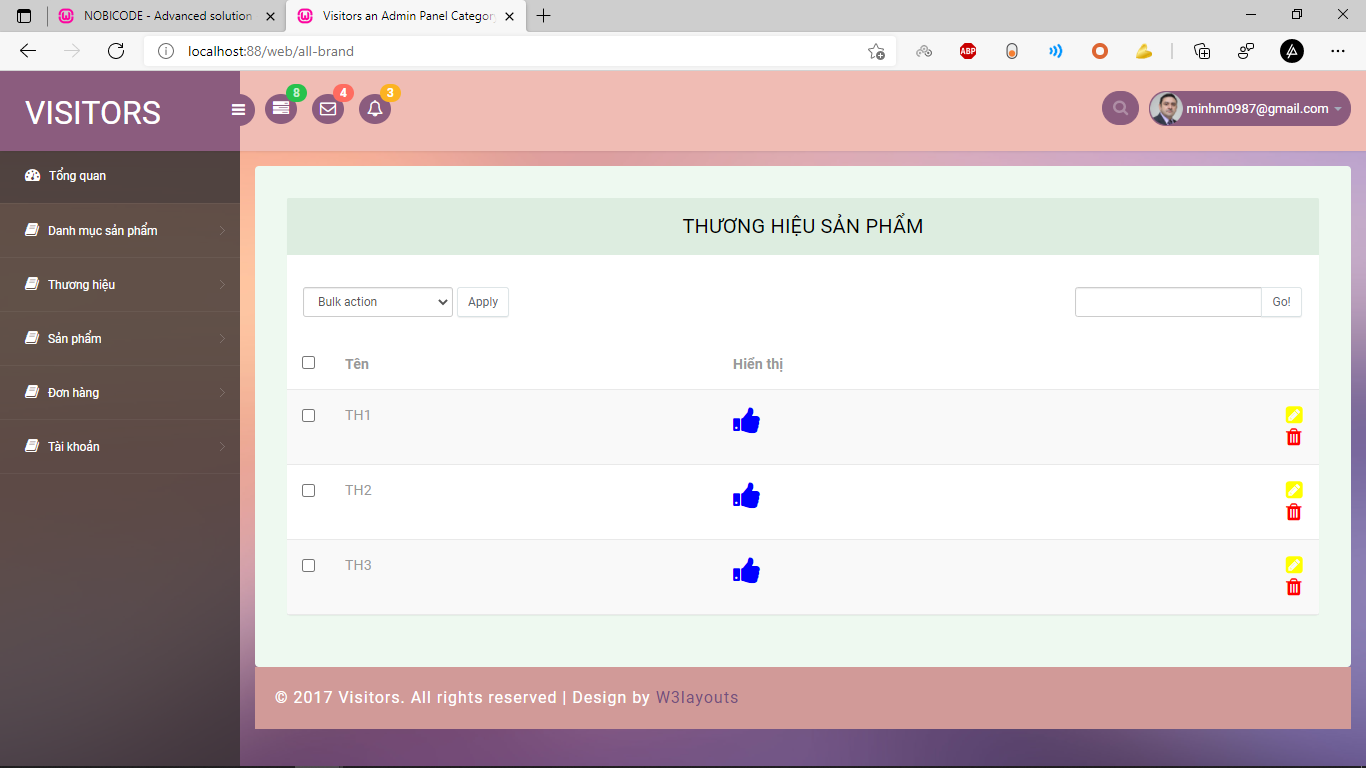 NOBICODE - Advanced solution
Visitors an Admin Panel Category
localhost:88/web/all-brand
ABP
VISITORS
8
4
3
minhm0987@gmail.com
Tổng quan
Danh mục sản phẩm
Thương hiệu
Sản phẩm
Đơn hàng
Tài khoản
THƯƠNG HIỆU SẢN PHẨM
Bulk action
Apply
Go!
Tên
Hiển thị
TH1
TH2
TH3
© 2017 Visitors. All rights reserved | Design by W3layouts